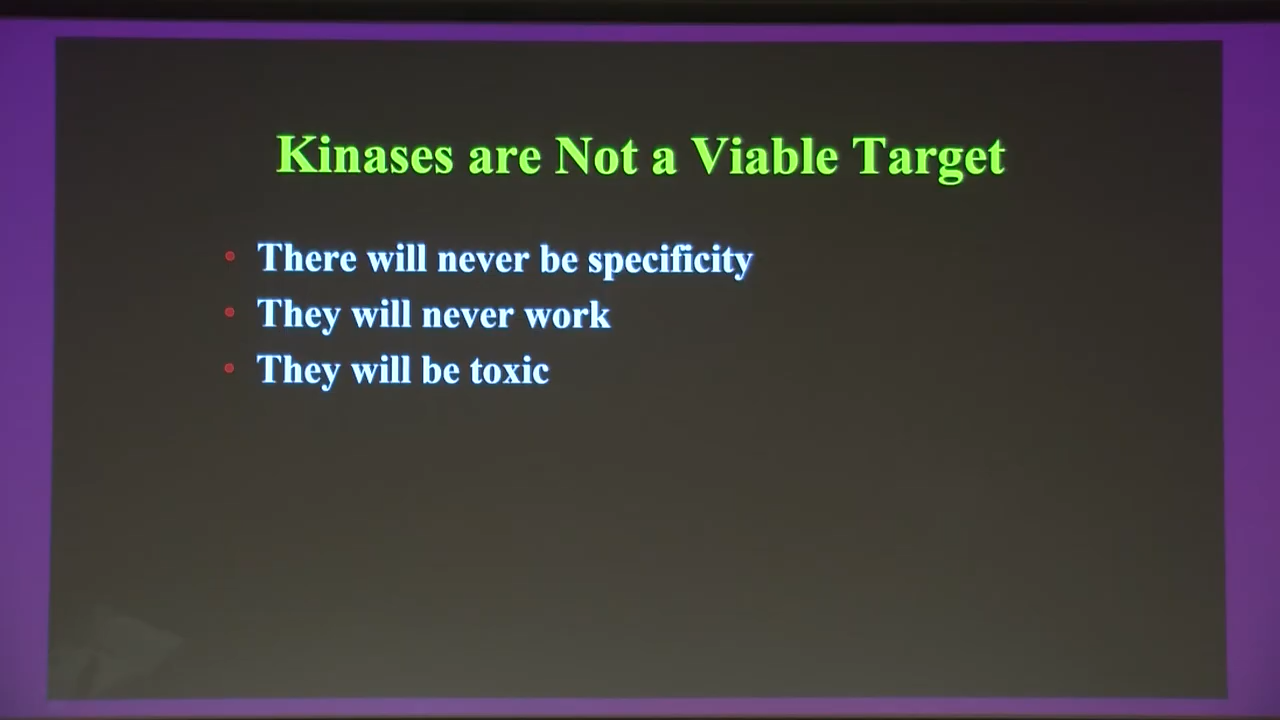 Kinases are Not a Viable Target
• There will never be specificity
• They will never work
• They will be toxic